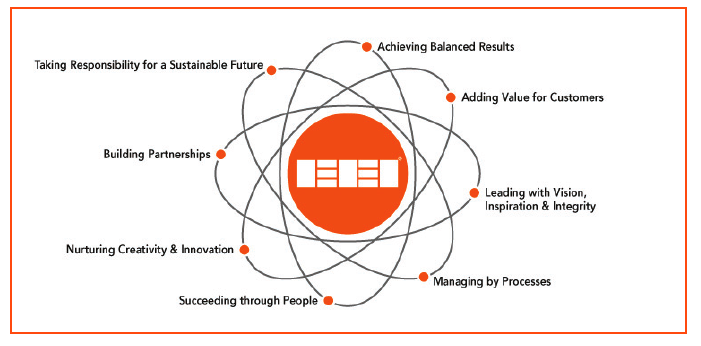 Achieving Balanced Results
Taking Responsibility for a Sustainable Future
Adding Value for Customers
Building Partnerships
Leading with Vision,
Inspiration & Integrity
Nurturing Creativity & Innovation
Managing by Processes
Succeeding through People